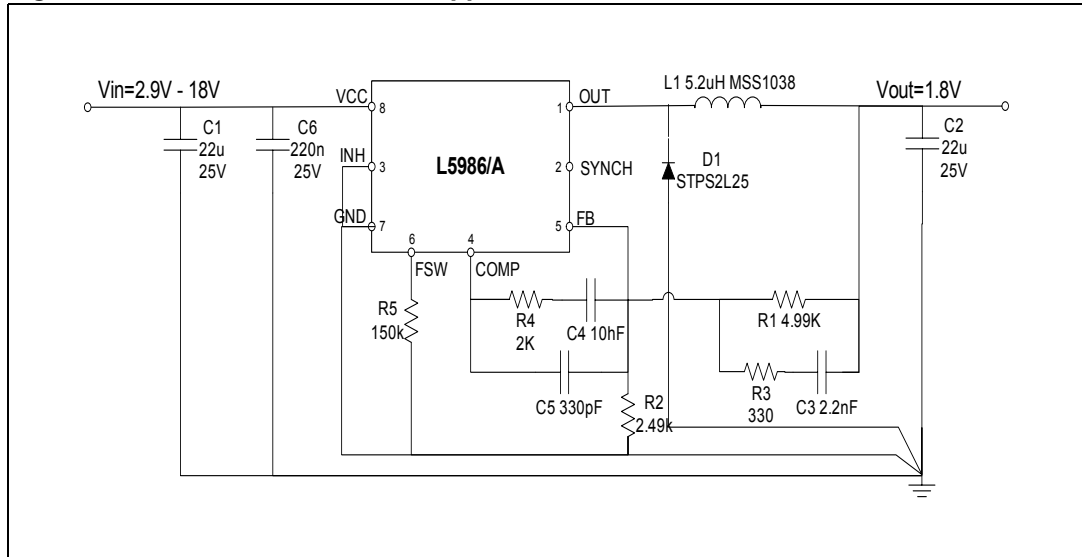 Vin=2.9V - 18V
C1
22u
25V
C6
220n
25V
VCC
8
INH
3
GND
7
L5986/A
OUT
1
2
SYNCH
FB
5
6
FSW
4
COMP
L1 5.2uH MSS1038
Vout=1.8V
C2
22u
25V
D1
STPS2L25
R5
150k
R4
2K
C4 10hF
C5 330pF
R2
2.49k
R1 4.99K
R3
330
C3 2.2nF